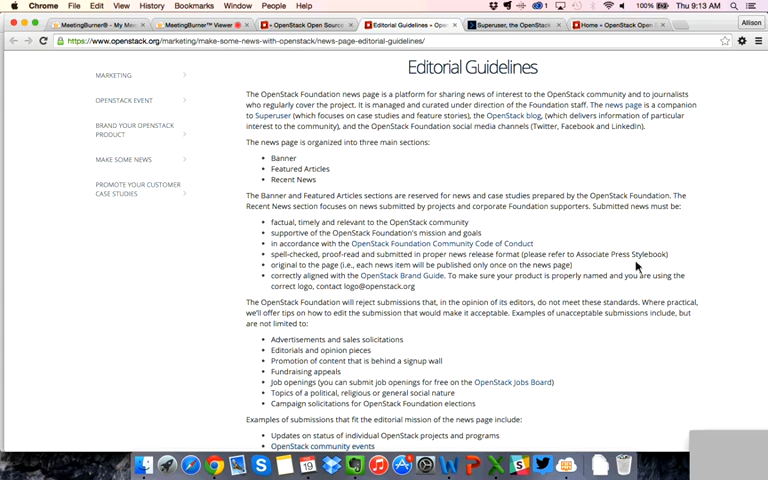 Chrome File Edit View History Bookmarks Window Help
100% Thu 9:13 AM
MeetingBurner® - My Mee
MeetingBurner™ Viewer
OpenStack Open Source
Editorial Guidelines » Open
Superuser, the OpenStack
Home » OpenStack Open S
Allison
https://www.openstack.org/marketing/make-some-news-with-openstack/news-page-editorial-guidelines/
MARKETING
OPENSTACK EVENT
BRAND YOUR OPENSTACK
PRODUCT
MAKE SOME NEWS
PROMOTE YOUR CUSTOMER
CASE STUDIES
Editorial Guidelines
The OpenStack Foundation news page is a platform for sharing news of interest to the OpenStack community and to journalists
who regularly cover the project. It is managed and curated under direction of the Foundation staff. The news page is a companion
to Superuser (which focuses on case studies and feature stories), the OpenStack blog, (which delivers information of particular
interest to the community), and the OpenStack Foundation social media channels (Twitter, Facebook and LinkedIn).
The news page is organized into three main sections:
• Banner
• Featured Articles
• Recent News
The Banner and Featured Articles sections are reserved for news and case studies prepared by the OpenStack Foundation. The
Recent News section focuses on news submitted by projects and corporate Foundation supporters. Submitted news must be:
• factual, timely and relevant to the OpenStack community
• supportive of the OpenStack Foundation's mission and goals
• in accordance with the OpenStack Foundation Community Code of Conduct
• spell-checked, proof-read and submitted in proper news release format (please refer to Associate Press Stylebook)
• original to the page (i.e., each news item will be published only once on the news page)
• correctly aligned with the OpenStack Brand Guide. To make sure your product is properly named and you are using the
correct logo, contact logo@openstack.org
The OpenStack Foundation will reject submissions that, in the opinion of its editors, do not meet these standards. Where practical,
we'll offer tips on how to edit the submission that would make it acceptable. Examples of unacceptable submissions include, but
are not limited to:
• Advertisements and sales solicitations
• Editorials and opinion pieces
• Promotion of content that is behind a signup wall
• Fundraising appeals
• Job openings (you can submit job openings for free on the OpenStack Jobs Board)
• Topics of a political, religious or general social nature
• Campaign solicitations for OpenStack Foundation elections
Examples of submissions that fit the editorial mission of the news page include:
• Updates on status of individual OpenStack projects and programs
• OpenStack community events
19